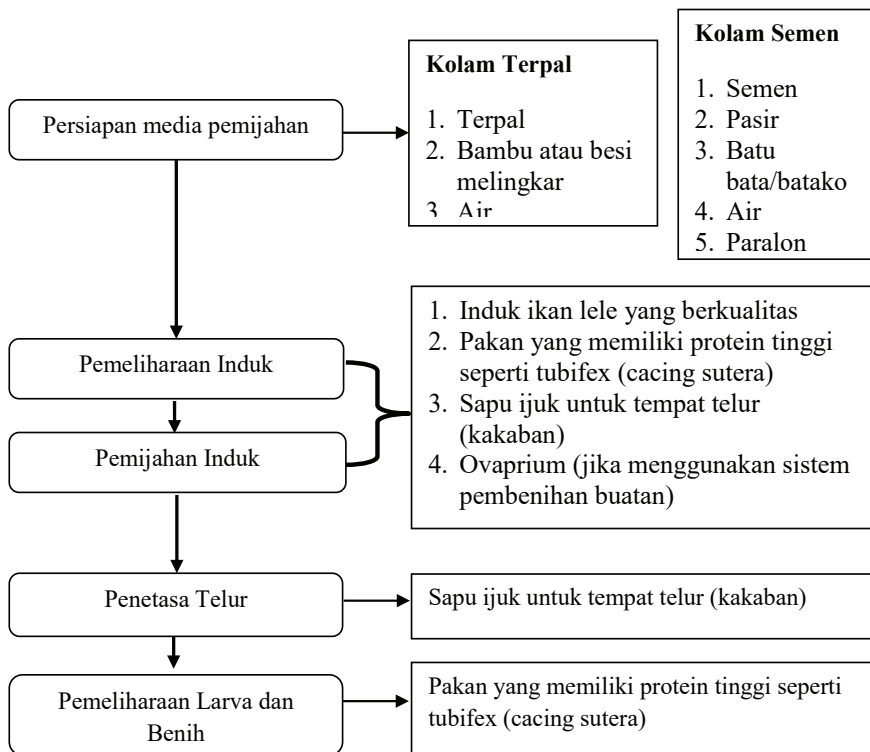 Persiapan media pemijahan
Kolam Terpal
1. Terpal
2. Bambu atau besi
melingkar
3. Air
Kolam Semen
1. Semen
2. Pasir
3. Batu
bata/batako
4. Air
5. Paralon
Pemeliharaan Induk
Pemijahan Induk
1. Induk ikan lele yang berkualitas
2. Pakan yang memiliki protein tinggi
seperti tubifex (cacing sutera)
3. Sapu ijuk untuk tempat telur
(kakaban)
4. Ovaprium (jika menggunakan sistem
pembenihan buatan)
Penetasa Telur
Sapu ijuk untuk tempat telur (kakaban)
Pemeliharaan Larva dan
Benih
Pakan yang memiliki protein tinggi seperti
tubifex (cacing sutera)